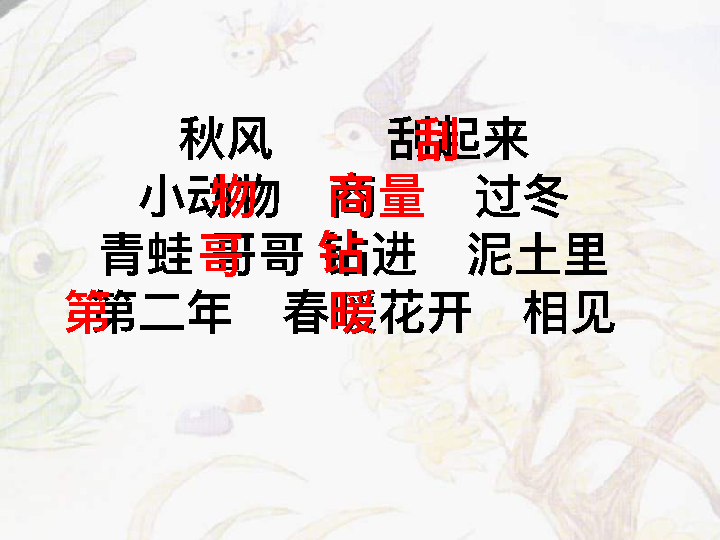 秋风 刮起来
小动物 商量 过冬
青蛙 哥哥 钻进 泥土里
第二年 春暖花开 相见